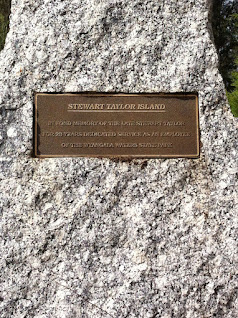 STEWART TAYLOR ISLAND
IN FOND MEMORY OF THE LATE STEWART TAYLOR
FOR 25 YEARS DEDICATED SERVICE AS AN EMPLOYEE
OF THE WYANGALA WATERS STATE PARK